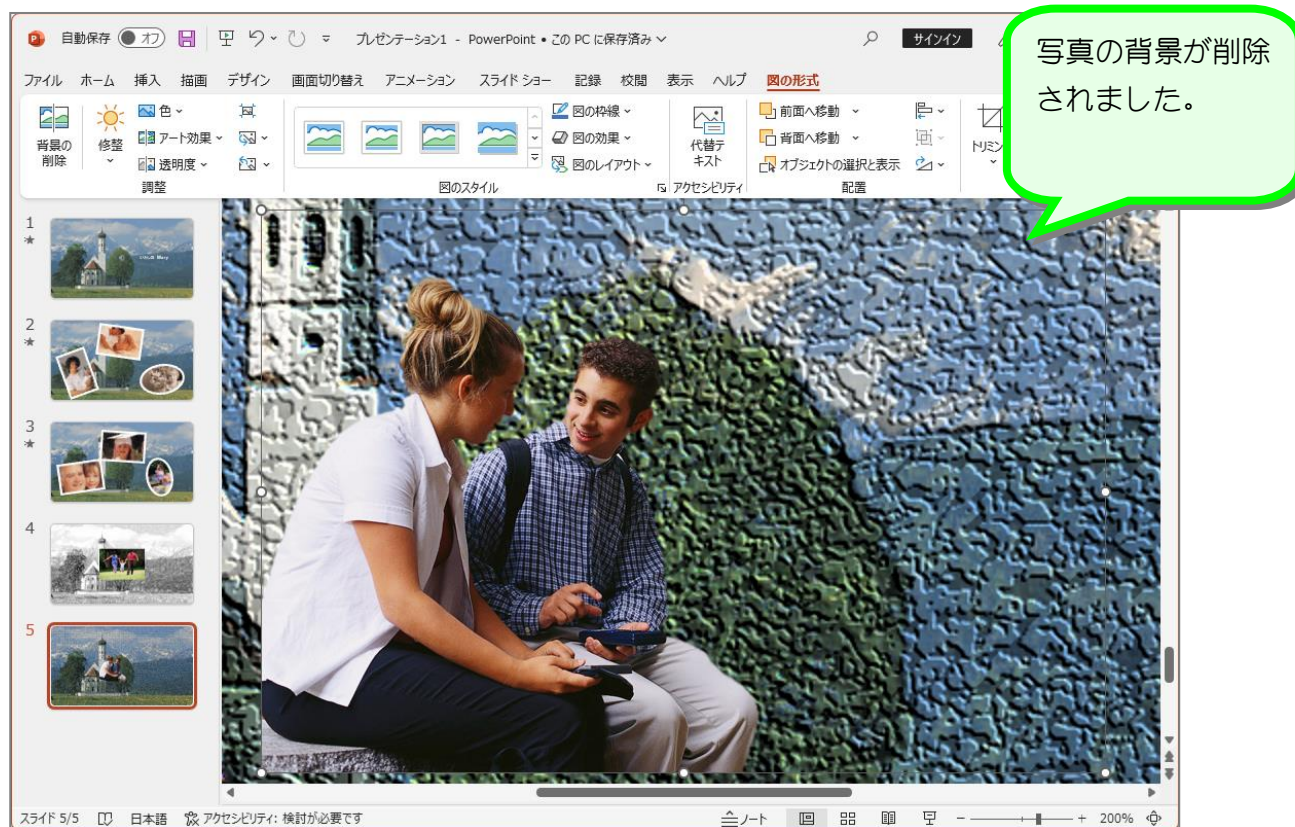 自動保存 オフ プレゼンテーション1 - PowerPoint • この PC に保存済み サインイン
写真の背景が削除
されました。
ファイル ホーム 挿入 描画 デザイン 画面切り替え アニメーション スライド ショー 記録 校閲 表示 ヘルプ 図の形式
背景の
削除
修整
色
アート効果
透明度
調整
図の枠線
図の効果
図のレイアウト
図のスタイル
代替テ
キスト
アクセシビリティ
前面へ移動
背面へ移動
オブジェクトの選択と表示
配置
トリミン
1
2
3
4
5
スライド 5/5 日本語 アクセシビリティ: 検討が必要です ノート 200%